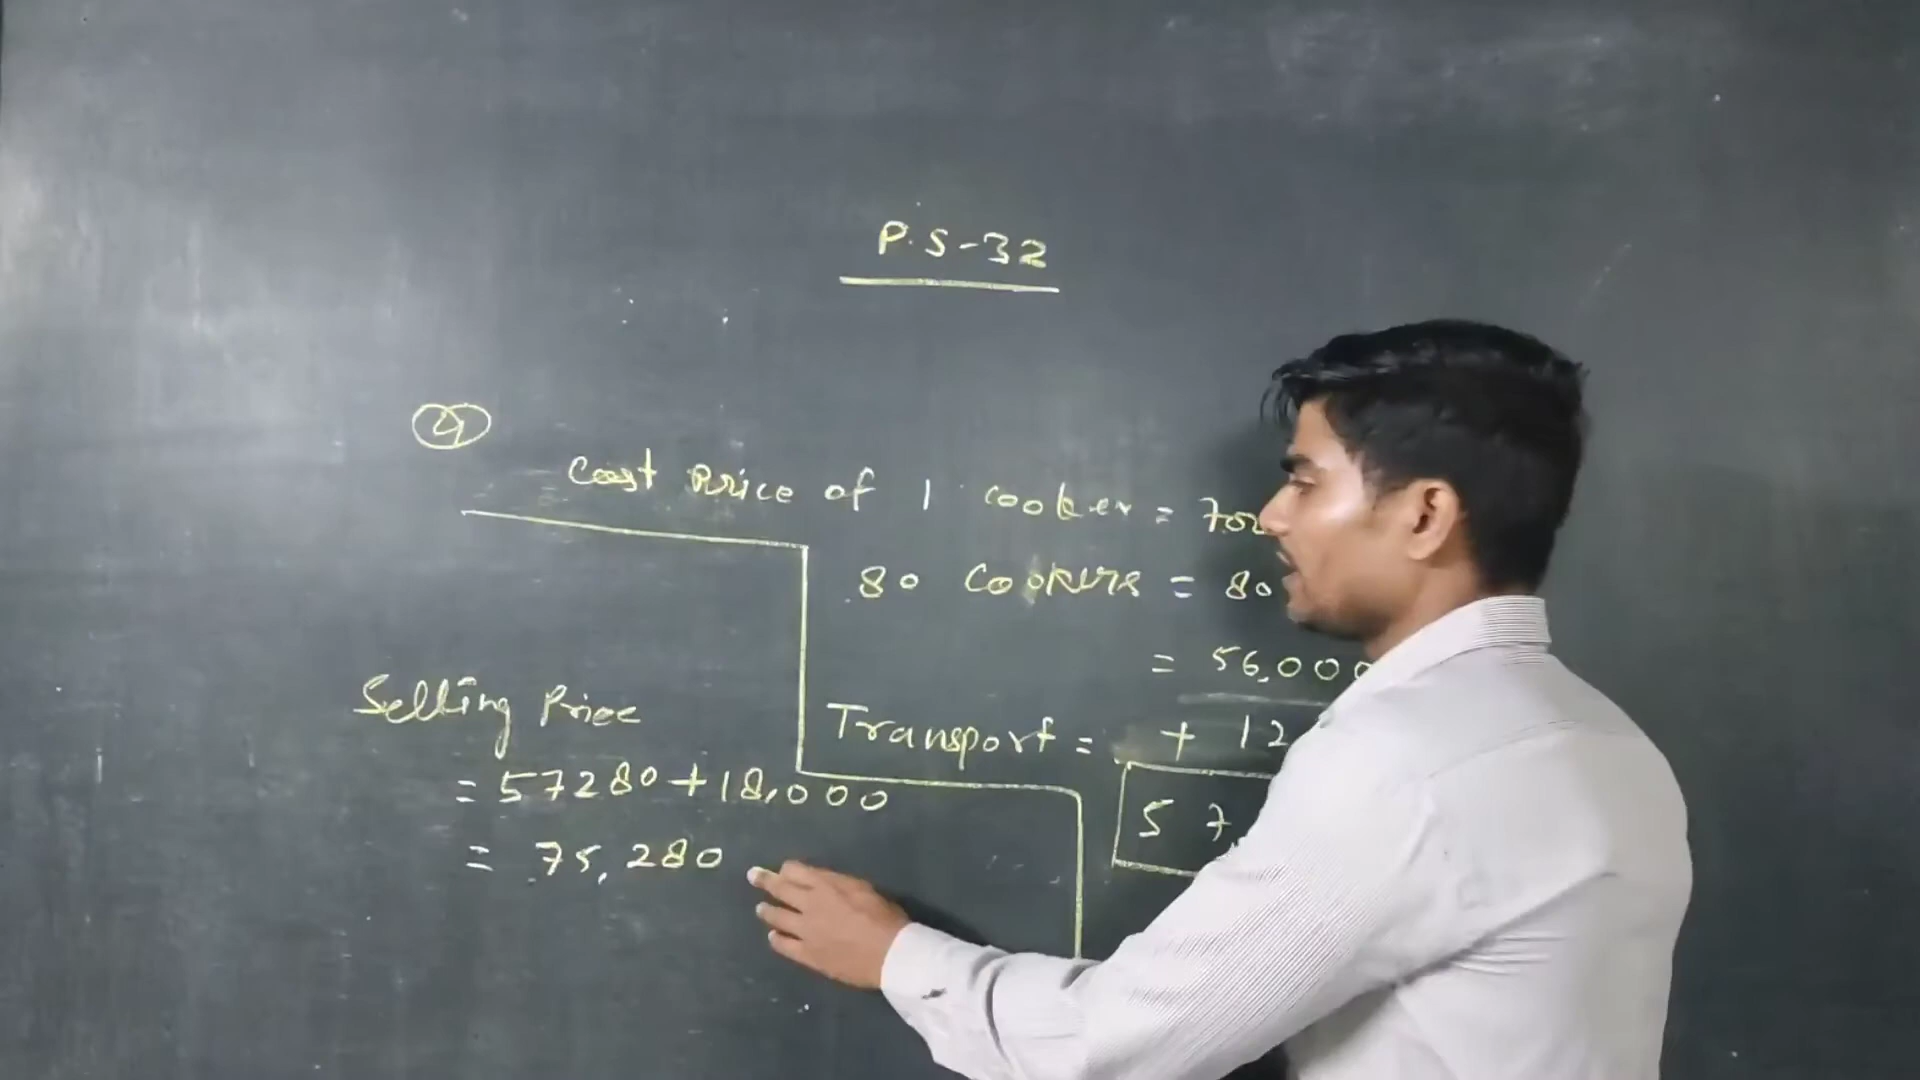 P.S-32
4
Cost Price of 1 cooker = 700
80 Cookers = 80
= 56,000
Transport = + 12
5 7
Selling Price
= 57280 + 18,000
= 75,280